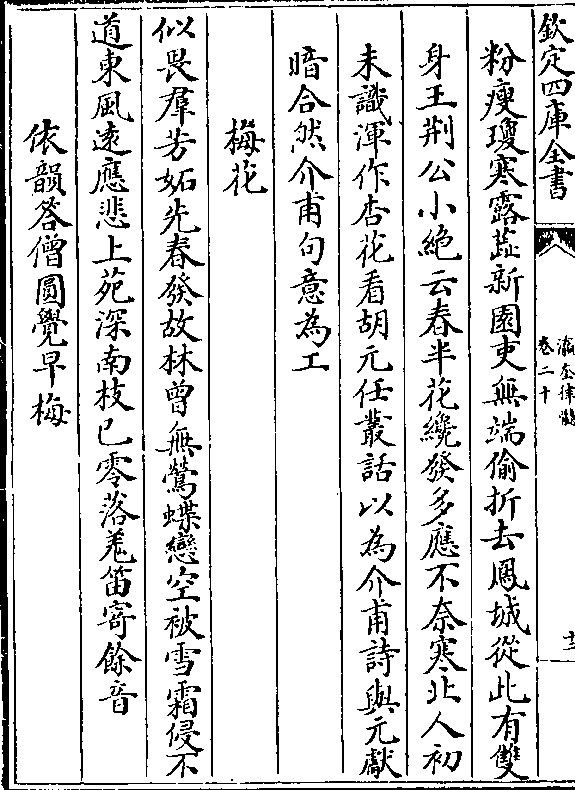 欽定四庫全書
瀛奎律髓
卷二十
十二
粉瘦瓊寒露蕋新園吏無端偷折去鳳城從此有雙
身王荆公小絶云春半花纔發多應不奈寒北人初
未識渾作杏花看胡元任叢話以為介甫詩與元獻
暗合然介甫句意為工
梅花
似畏羣芳妬先春發故林曾無鶯蝶戀空被雪霜侵不
道東風逺應悲上苑深南枝已零落羗笛寄餘音
依韻答僧圓覺早梅